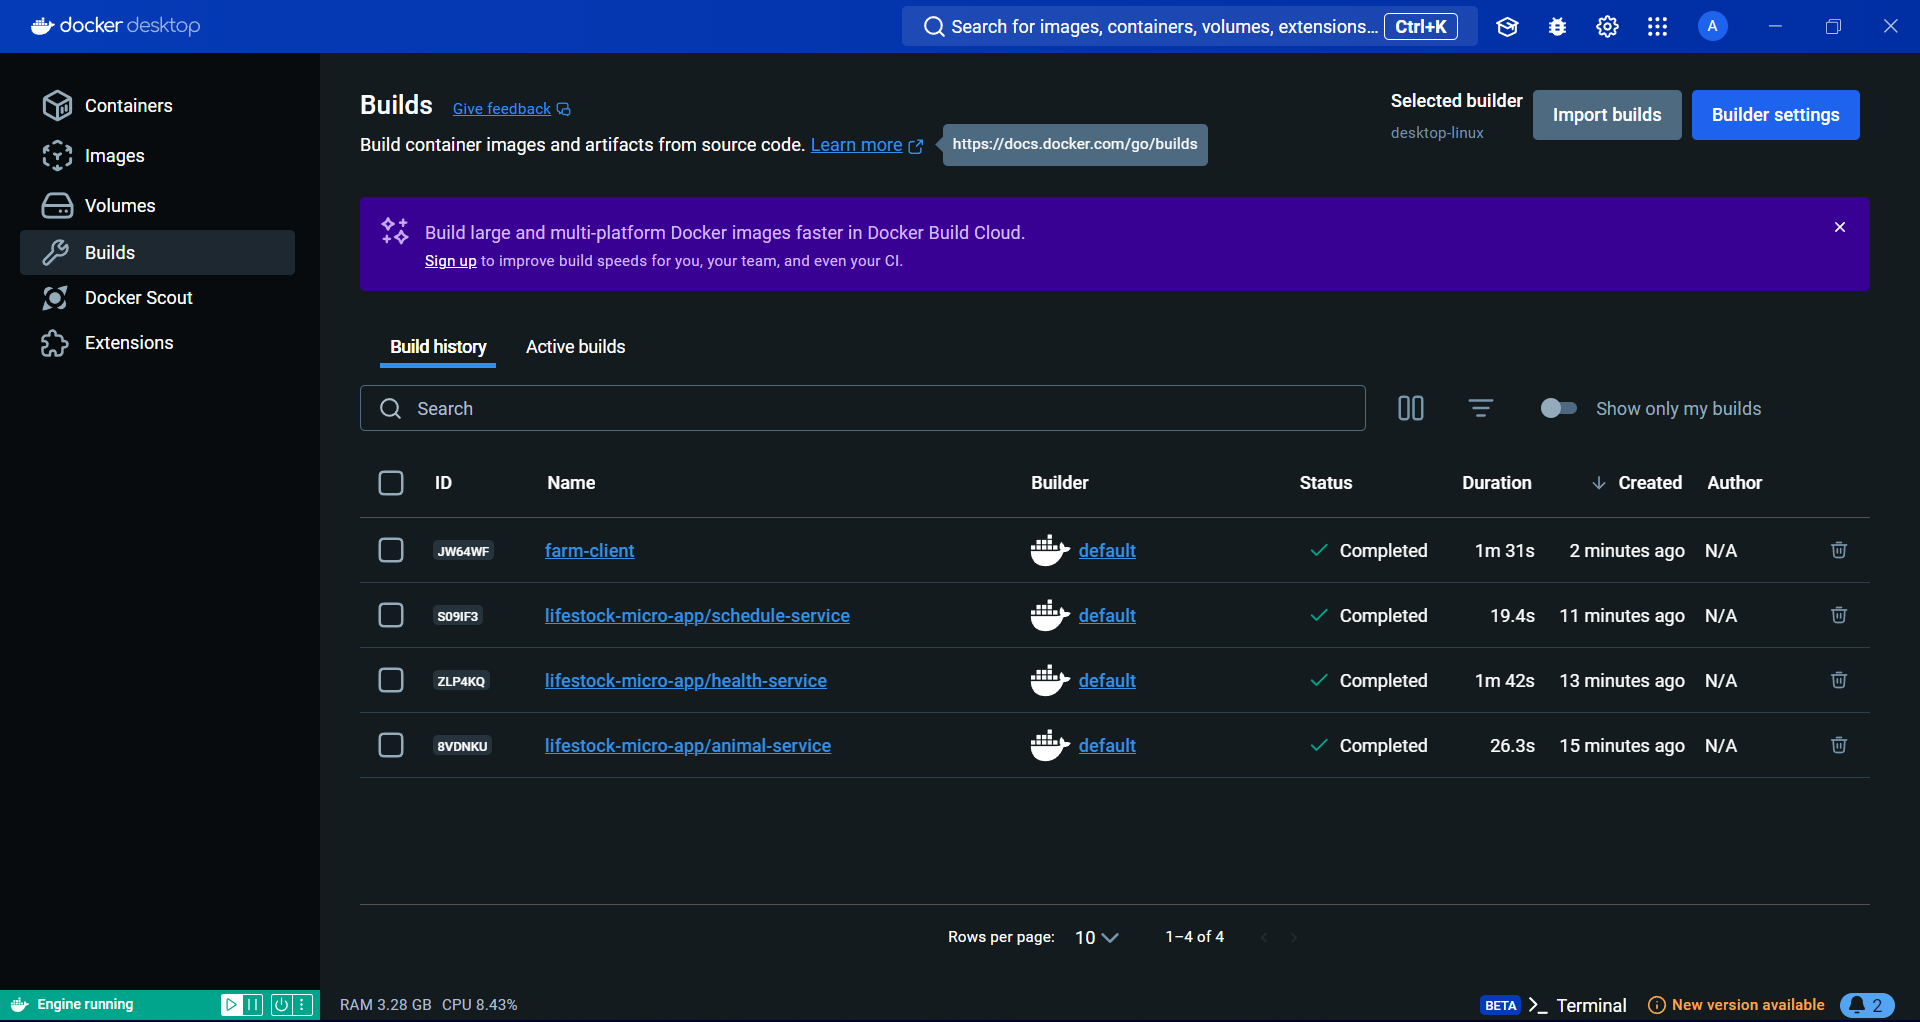 docker desktop
Search for images, containers, volumes, extensions... Ctrl+K
A
Containers
Images
Volumes
Builds
Docker Scout
Extensions
Builds Give feedback
Build container images and artifacts from source code. Learn more
https://docs.docker.com/go/builds
Selected builder
desktop-linux
Import builds
Builder settings
Build large and multi-platform Docker images faster in Docker Build Cloud.
Sign up to improve build speeds for you, your team, and even your CI.
Build history Active builds
Search
Show only my builds
ID Name Builder Status Duration Created Author
JW64WF farm-client default Completed 1m 31s 2 minutes ago N/A
S09IF3 lifestock-micro-app/schedule-service default Completed 19.4s 11 minutes ago N/A
ZLP4KQ lifestock-micro-app/health-service default Completed 1m 42s 13 minutes ago N/A
8VDNKU lifestock-micro-app/animal-service default Completed 26.3s 15 minutes ago N/A
Rows per page: 10 1–4 of 4
Engine running
RAM 3.28 GB CPU 8.43%
BETA >_ Terminal
New version available
2